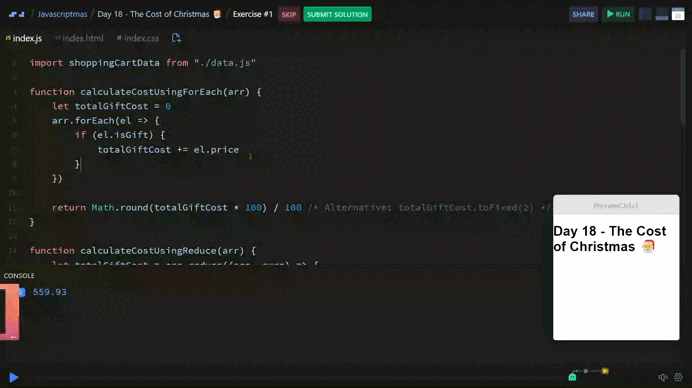 / Javascriptmas / Day 18 - The Cost of Christmas 🎅 / Exercise #1 SKIP SUBMIT SOLUTION SHARE RUN
JS index.js <> index.html # index.css
1 import shoppingCartData from "./data.js"
2
3 function calculateCostUsingForEach(arr) {
4 let totalGiftCost = 0
5 arr.forEach(el => {
6 if (el.isGift) {
7 totalGiftCost += el.price
8 }
9 })
10
11 return Math.round(totalGiftCost * 100) / 100 /* Alternative: totalGiftCost.toFixed(2) */
12 }
13
14 function calculateCostUsingReduce(arr) {
let totalGiftCost = arr.reduce((acc, curr) => {
Day 18 - The Cost
of Christmas 🎅
CONSOLE
559.93